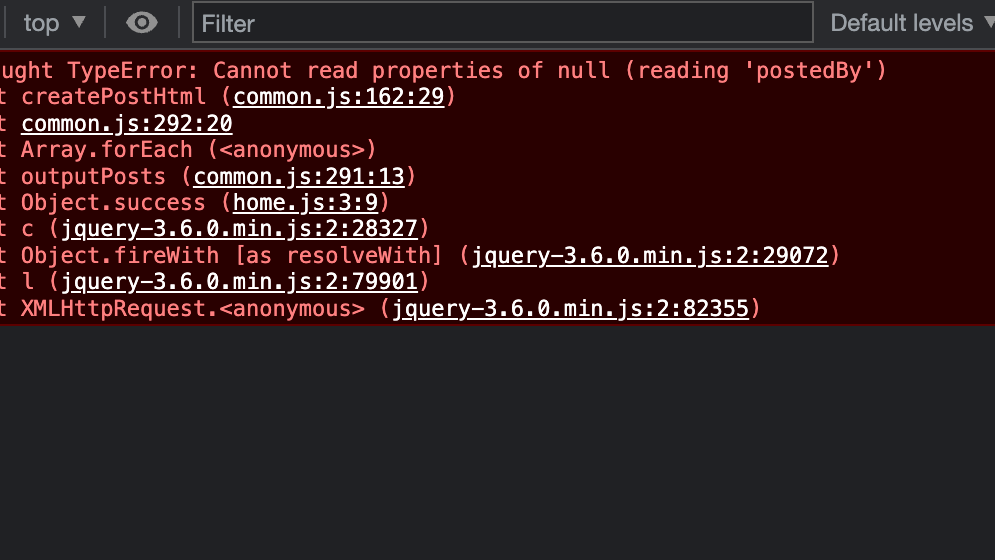 top ▼ Filter Default levels ▼
ught TypeError: Cannot read properties of null (reading 'postedBy')
t createPostHtml (common.js:162:29)
t common.js:292:20
t Array.forEach (<anonymous>)
t outputPosts (common.js:291:13)
t Object.success (home.js:3:9)
t c (jquery-3.6.0.min.js:2:28327)
t Object.fireWith [as resolveWith] (jquery-3.6.0.min.js:2:29072)
t l (jquery-3.6.0.min.js:2:79901)
t XMLHttpRequest.<anonymous> (jquery-3.6.0.min.js:2:82355)